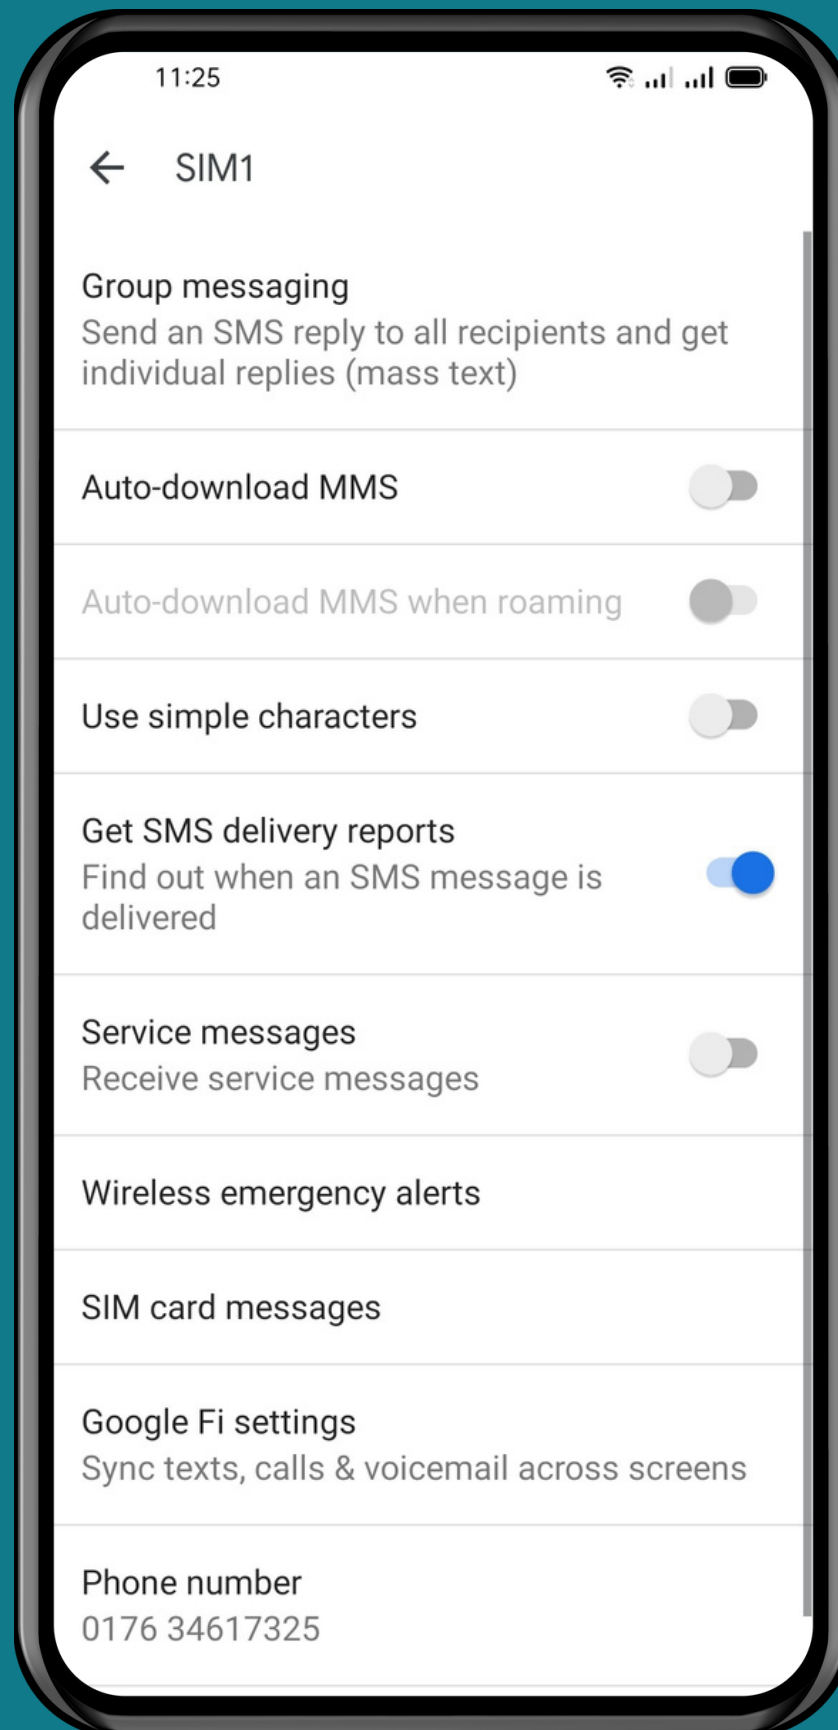 11:25
SIM1
Group messaging
Send an SMS reply to all recipients and get
individual replies (mass text)
Auto-download MMS
Auto-download MMS when roaming
Use simple characters
Get SMS delivery reports
Find out when an SMS message is
delivered
Service messages
Receive service messages
Wireless emergency alerts
SIM card messages
Google Fi settings
Sync texts, calls & voicemail across screens
Phone number
0176 34617325